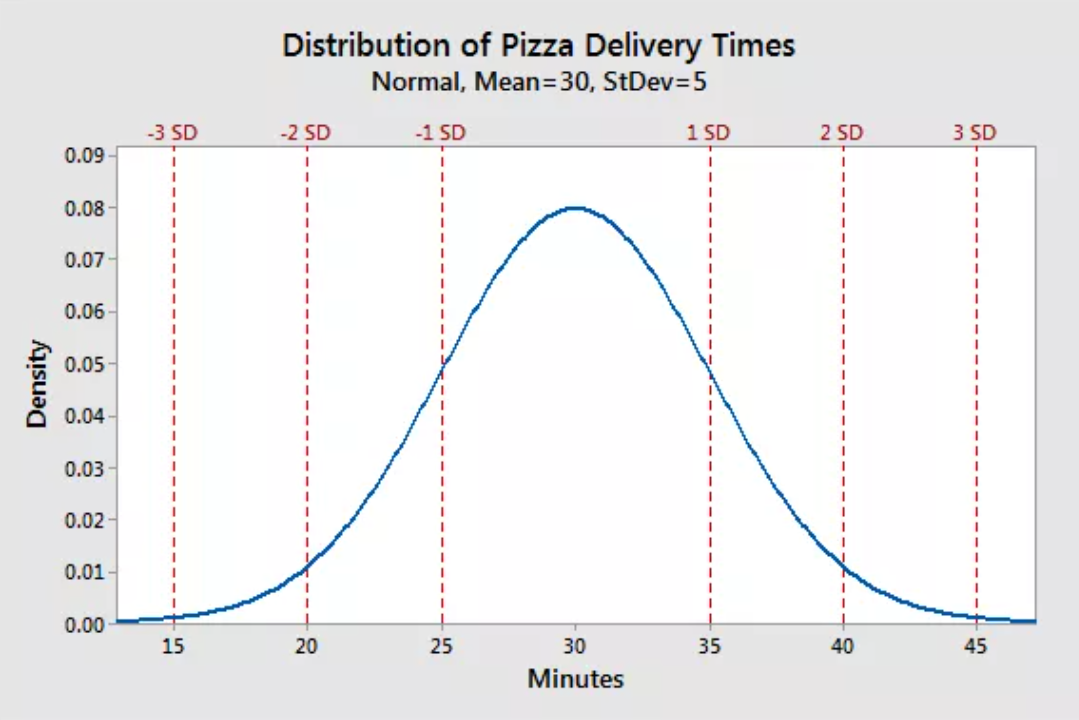 Distribution of Pizza Delivery Times
Normal, Mean=30, StDev=5
-3 SD -2 SD -1 SD 1 SD 2 SD 3 SD
0.09
0.08
0.07
0.06
0.05
0.04
0.03
0.02
0.01
0.00
Density
15 20 25 30 35 40 45
Minutes